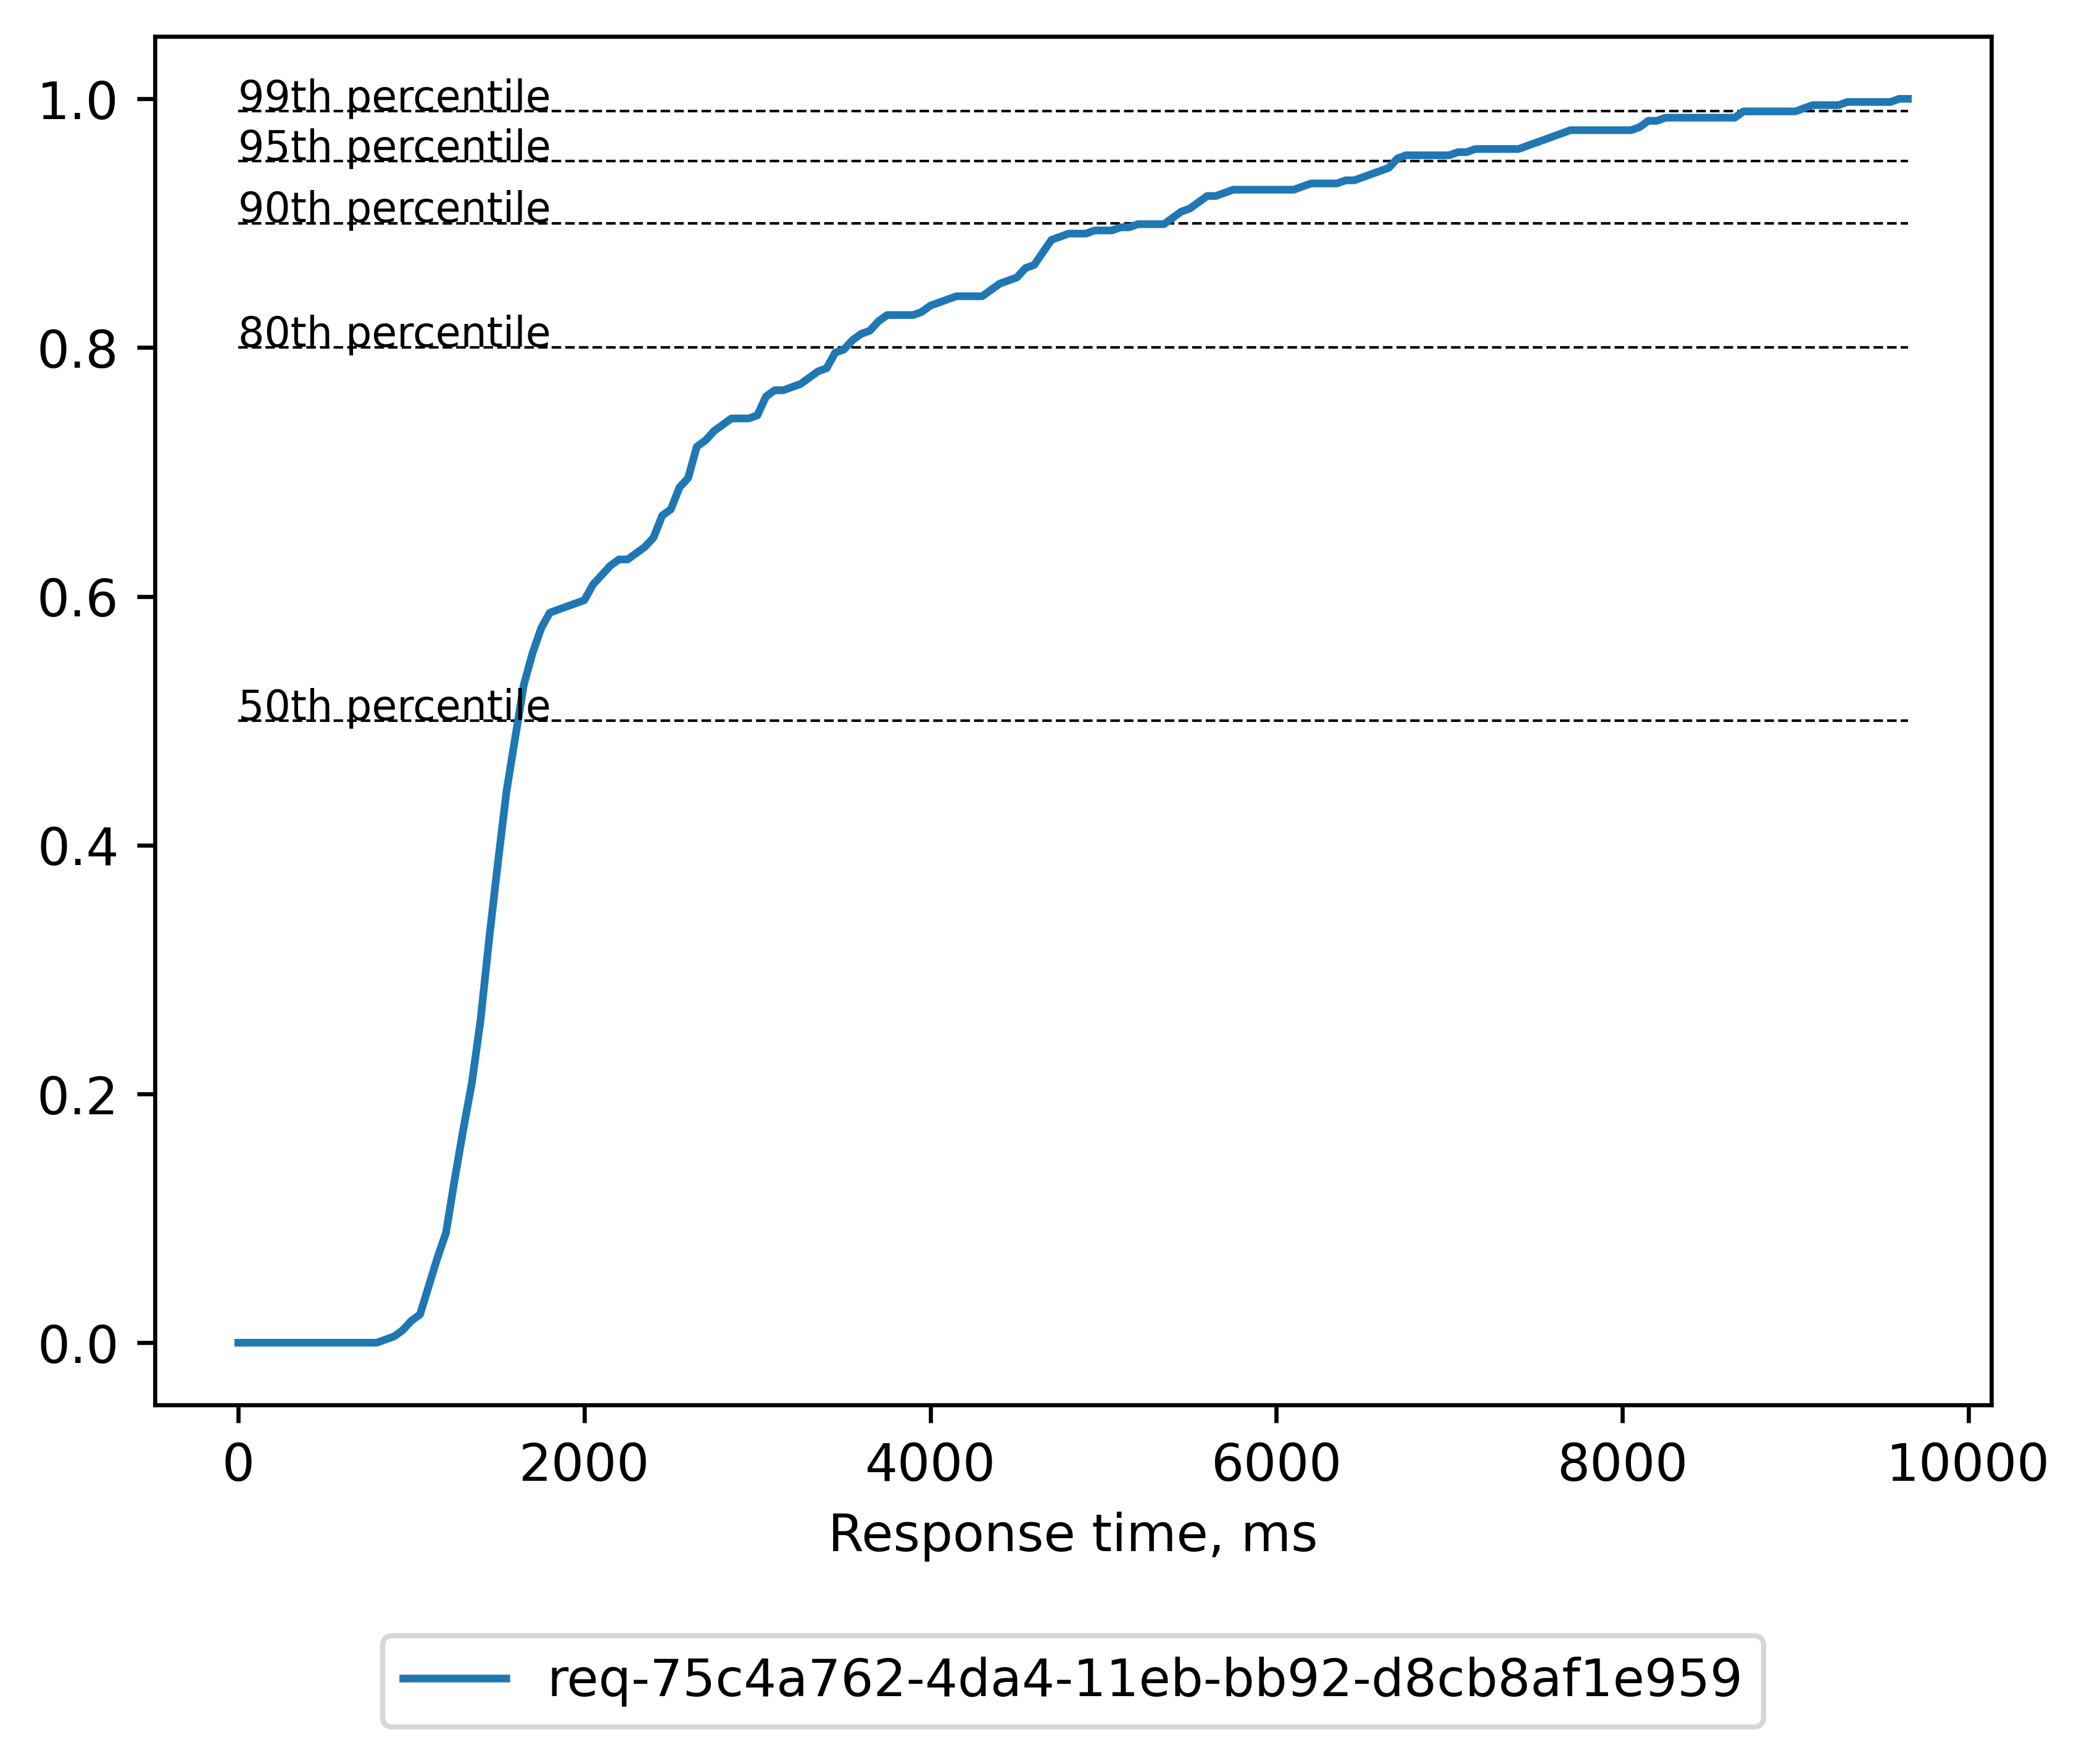 1.0
99th percentile
95th percentile
90th percentile
0.8
80th percentile
0.6
50th percentile
0.4
0.2
0.0
0 2000 4000 6000 8000 10000
Response time, ms
req-75c4a762-4da4-11eb-bb92-d8cb8af1e959